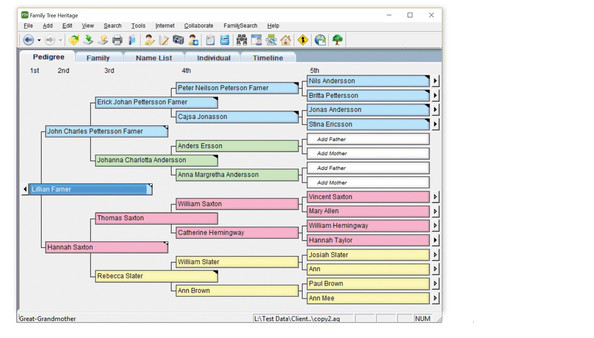 Family Tree Heritage
File Add Edit View Search Tools Internet Collaborate FamilySearch Help
Pedigree Family Name List Individual Timeline
1st 2nd 3rd 4th 5th
Nils Andersson
Peter Neilson Peterson Farner
Britta Pettersson
Erick Johan Pettersson Farner
Jonas Andersson
Cajsa Jonasson
Stina Ericsson
John Charles Pettersson Farner
Add Father
Anders Ersson
Add Mother
Johanna Charlotta Andersson
Add Father
Anna Margretha Andersson
Add Mother
Lillian Farner
Vincent Saxton
William Saxton
Mary Allen
Thomas Saxton
William Hemingway
Catherine Hemingway
Hannah Taylor
Hannah Saxton
Josiah Slater
William Slater
Ann
Rebecca Slater
Paul Brown
Ann Brown
Ann Mee
Great-Grandmother L:\Test Data\Client..\copy2.aq NUM